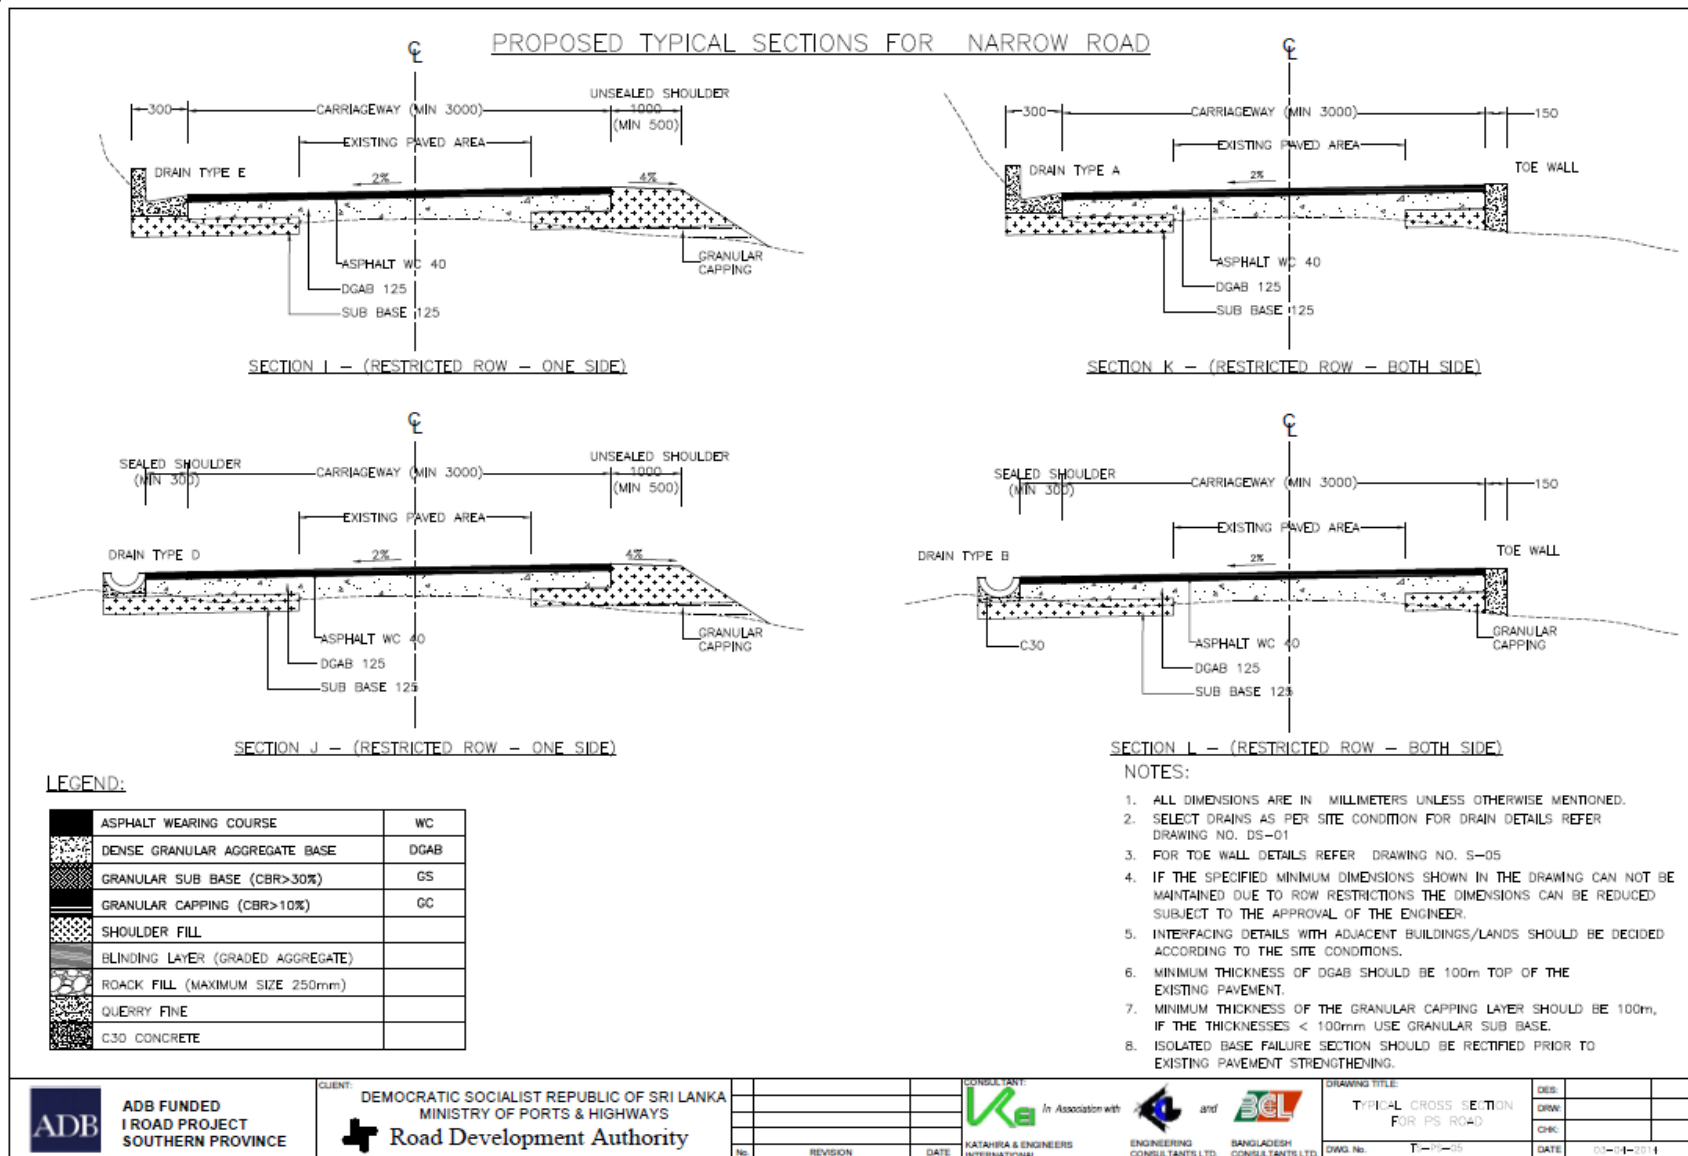 PROPOSED TYPICAL SECTIONS FOR NARROW ROAD
℄
300
CARRIAGEWAY (MIN 3000)
UNSEALED SHOULDER
1000
(MIN 500)
EXISTING PAVED AREA
DRAIN TYPE E
2%
4%
GRANULAR
CAPPING
ASPHALT WC 40
DGAB 125
SUB BASE 125
SECTION I – (RESTRICTED ROW – ONE SIDE)
℄
300
CARRIAGEWAY (MIN 3000)
150
EXISTING PAVED AREA
DRAIN TYPE A
2%
TOE WALL
ASPHALT WC 40
DGAB 125
SUB BASE 125
SECTION K – (RESTRICTED ROW – BOTH SIDE)
℄
SEALED SHOULDER
(MIN 300)
CARRIAGEWAY (MIN 3000)
UNSEALED SHOULDER
1000
(MIN 500)
EXISTING PAVED AREA
DRAIN TYPE D
2%
4%
GRANULAR
CAPPING
ASPHALT WC 40
DGAB 125
SUB BASE 125
SECTION J – (RESTRICTED ROW – ONE SIDE)
℄
SEALED SHOULDER
(MIN 300)
CARRIAGEWAY (MIN 3000)
150
EXISTING PAVED AREA
DRAIN TYPE B
2%
TOE WALL
C30
GRANULAR
CAPPING
ASPHALT WC 40
DGAB 125
SUB BASE 125
SECTION L – (RESTRICTED ROW – BOTH SIDE)
LEGEND:
ASPHALT WEARING COURSE WC
DENSE GRANULAR AGGREGATE BASE DGAB
GRANULAR SUB BASE (CBR>30%) GS
GRANULAR CAPPING (CBR>10%) GC
SHOULDER FILL
BLINDING LAYER (GRADED AGGREGATE)
ROACK FILL (MAXIMUM SIZE 250mm)
QUERRY FINE
C30 CONCRETE
NOTES:
1. ALL DIMENSIONS ARE IN MILLIMETERS UNLESS OTHERWISE MENTIONED.
2. SELECT DRAINS AS PER SITE CONDITION FOR DRAIN DETAILS REFER
DRAWING NO. DS–01
3. FOR TOE WALL DETAILS REFER DRAWING NO. S–05
4. IF THE SPECIFIED MINIMUM DIMENSIONS SHOWN IN THE DRAWING CAN NOT BE
MAINTAINED DUE TO ROW RESTRICTIONS THE DIMENSIONS CAN BE REDUCED
SUBJECT TO THE APPROVAL OF THE ENGINEER.
5. INTERFACING DETAILS WITH ADJACENT BUILDINGS/LANDS SHOULD BE DECIDED
ACCORDING TO THE SITE CONDITIONS.
6. MINIMUM THICKNESS OF DGAB SHOULD BE 100m TOP OF THE
EXISTING PAVEMENT.
7. MINIMUM THICKNESS OF THE GRANULAR CAPPING LAYER SHOULD BE 100m,
IF THE THICKNESSES < 100mm USE GRANULAR SUB BASE.
8. ISOLATED BASE FAILURE SECTION SHOULD BE RECTIFIED PRIOR TO
EXISTING PAVEMENT STRENGTHENING.
ADB
ADB FUNDED
I ROAD PROJECT
SOUTHERN PROVINCE
CLIENT:
DEMOCRATIC SOCIALIST REPUBLIC OF SRI LANKA
MINISTRY OF PORTS & HIGHWAYS
Road Development Authority
No. REVISION DATE
CONSULTANT:
KEI In Association with
and
BCL
KATAHIRA & ENGINEERS
INTERNATIONAL
ENGINEERING
CONSULTANTS LTD.
BANGLADESH
CONSULTANTS LTD.
DRAWING TITLE:
TYPICAL CROSS SECTION
FOR PS ROAD
DWG. No. TS–PS–05
DES:
DRW:
CHK:
DATE 03–04–2014